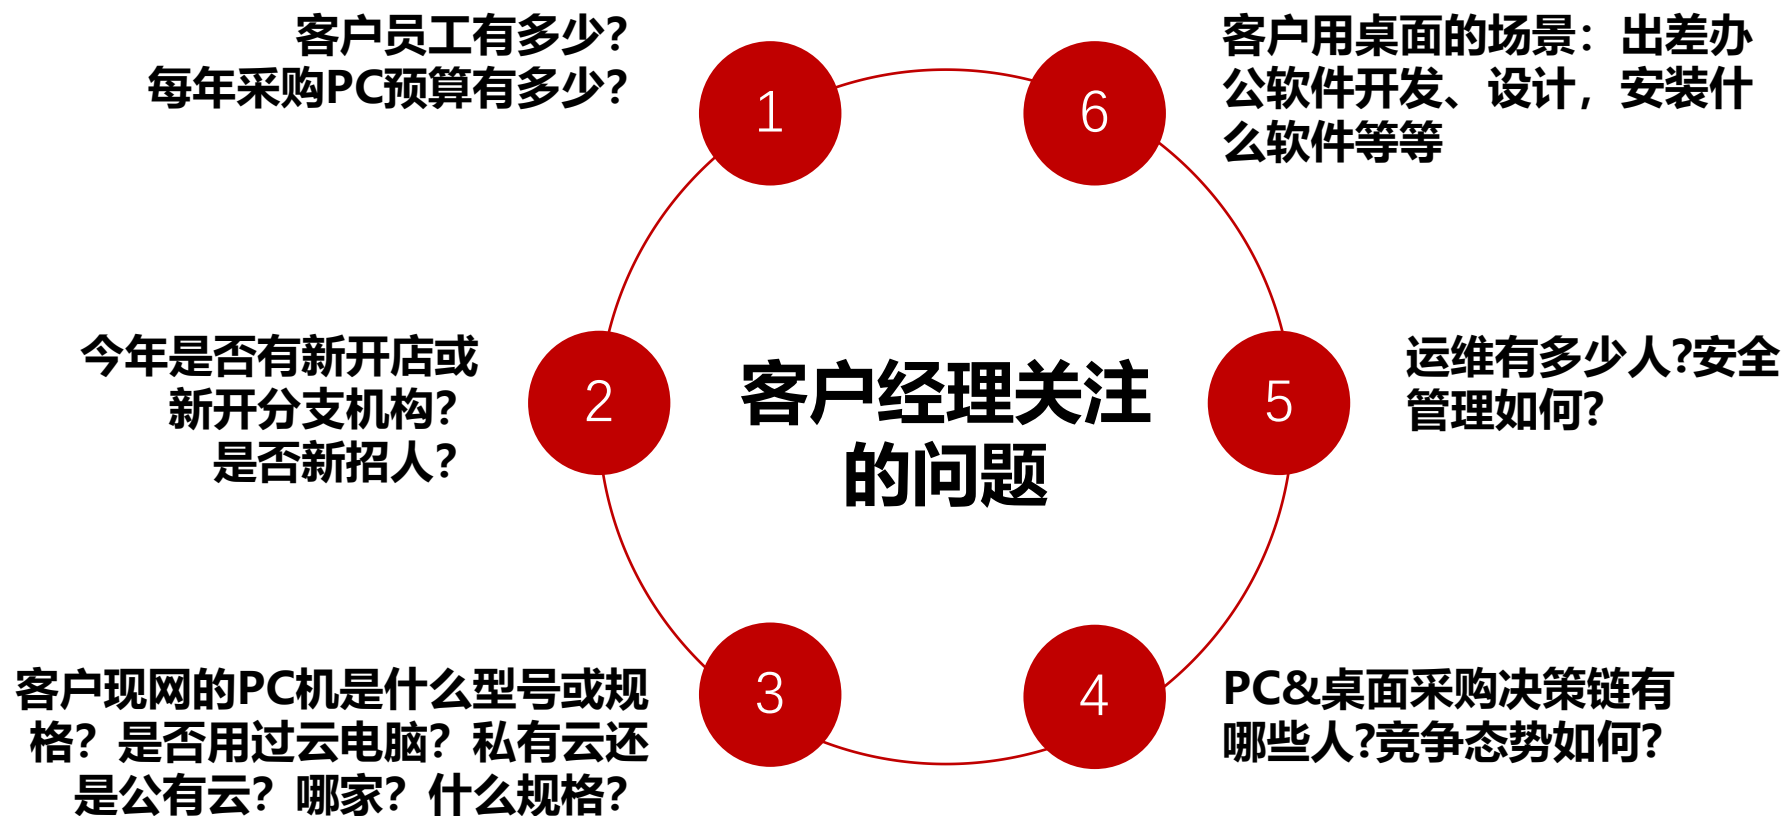 客户员工有多少?
每年采购PC预算有多少?
1
今年是否有新开店或
新开分支机构?
是否新招人?
2
客户现网的PC机是什么型号或规
格？是否用过云电脑？私有云还
是公有云？哪家？什么规格?
3
客户经理关注
的问题
4
PC&桌面采购决策链有
哪些人?竞争态势如何?
5
运维有多少人?安全
管理如何?
6
客户用桌面的场景：出差办
公软件开发、设计，安装什
么软件等等